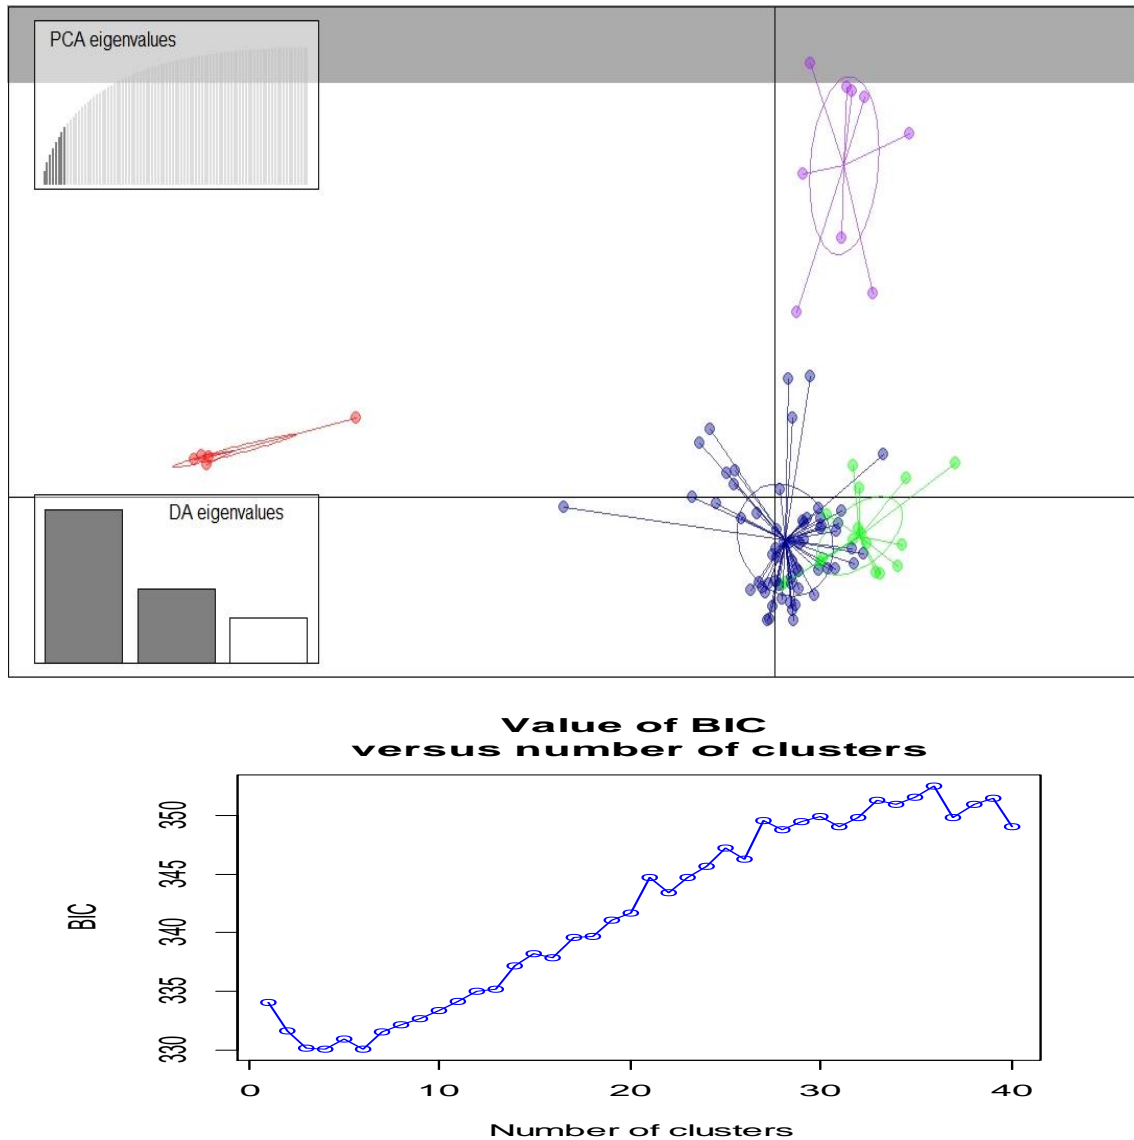 PCA eigenvalues
DA eigenvalues
Value of BIC
versus number of clusters
BIC
350
345
340
335
330
0 10 20 30 40
Number of clusters